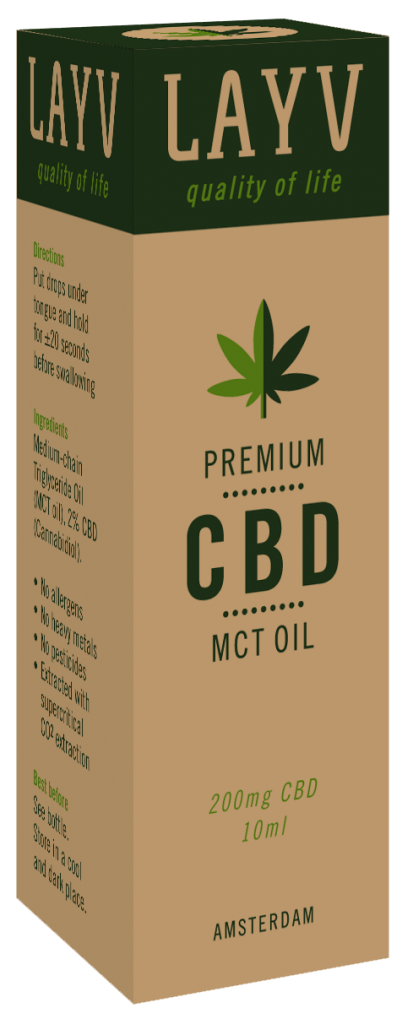 LAYV
quality of life
Directions
Put drops under
tongue and hold
for ±20 seconds
before swallowing
Ingredients
Medium-chain
Triglyceride Oil
(MCT oil), 2% CBD
(Cannabidiol).
• No allergens
• No heavy metals
• No pesticides
• Extracted with
supercritical
CO² extraction
Best before
See bottle.
Store in a cool
and dark place.
LAYV
quality of life
PREMIUM
CBD
MCT OIL
200mg CBD
10ml
AMSTERDAM